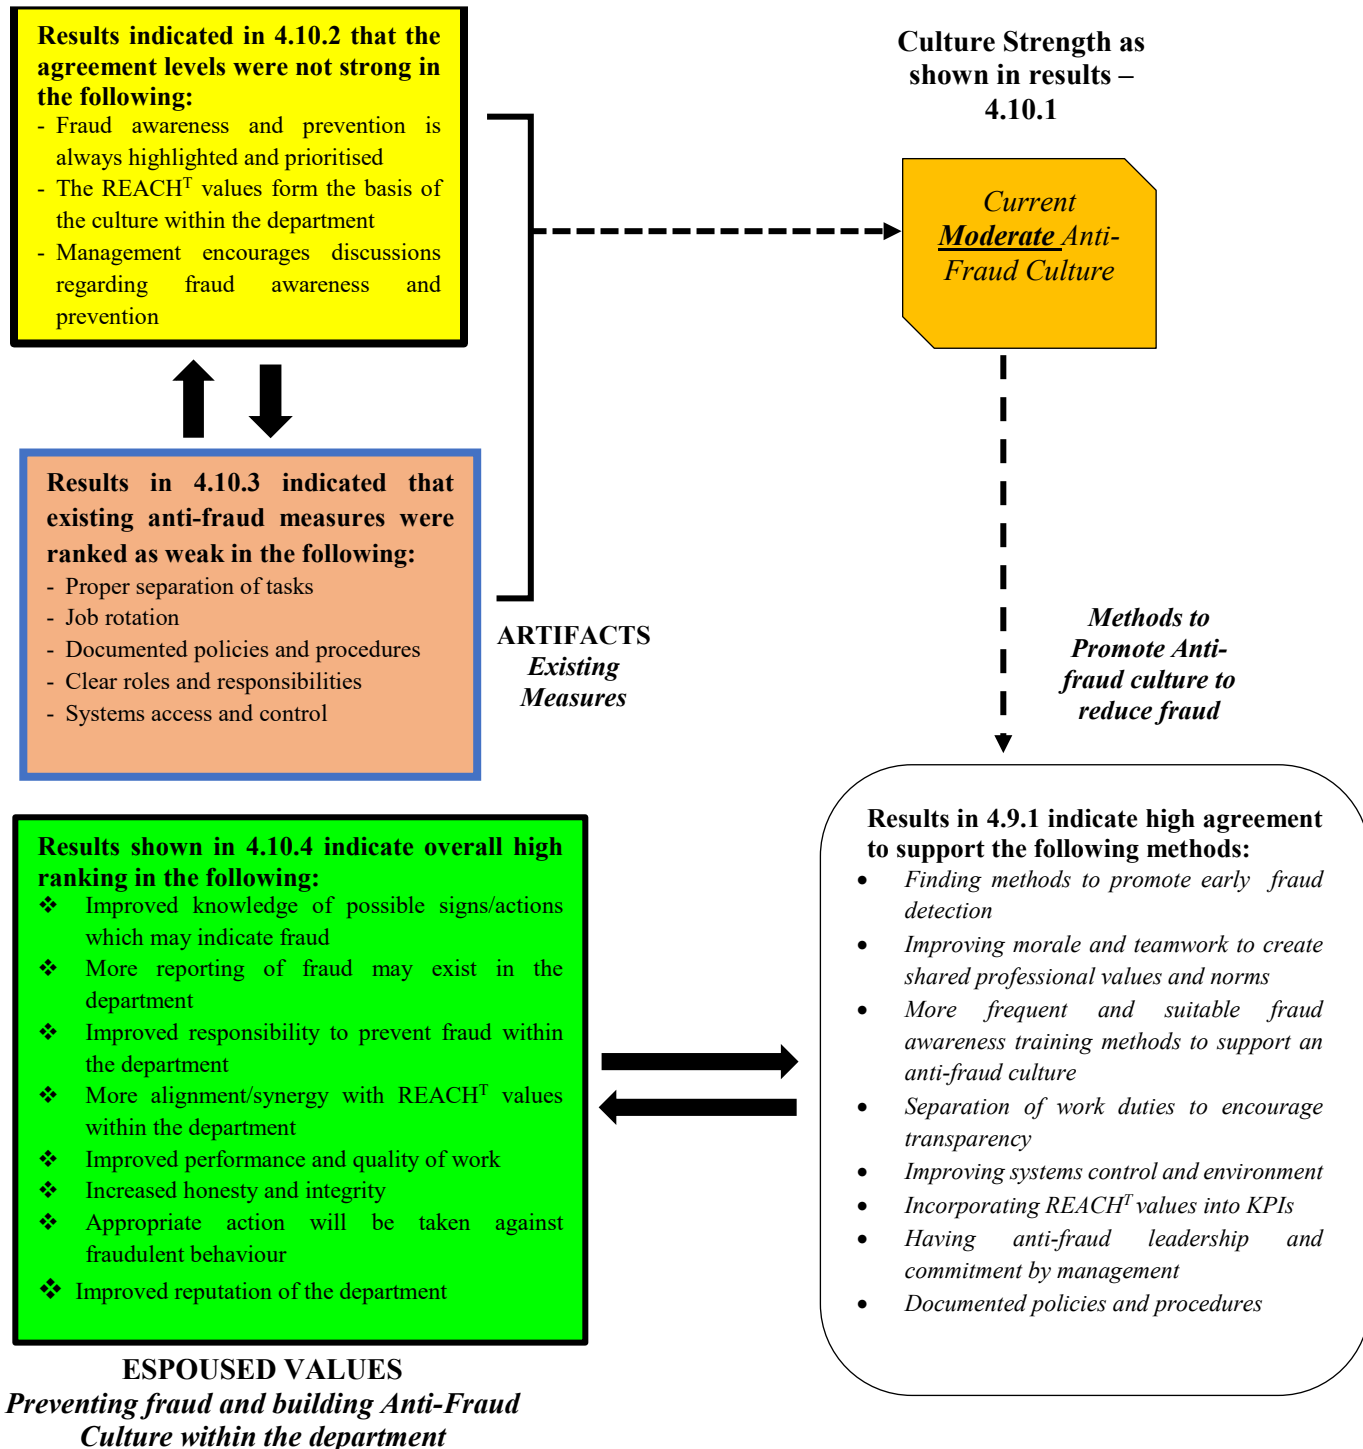 Results indicated in 4.10.2 that the
agreement levels were not strong in
the following:
- Fraud awareness and prevention is
always highlighted and prioritised
- The REACHᵀ values form the basis of
the culture within the department
- Management encourages discussions
regarding fraud awareness and
prevention
Culture Strength as
shown in results –
4.10.1
Current
Moderate Anti-
Fraud Culture
Results in 4.10.3 indicated that
existing anti-fraud measures were
ranked as weak in the following:
- Proper separation of tasks
- Job rotation
- Documented policies and procedures
- Clear roles and responsibilities
- Systems access and control
ARTIFACTS
Existing
Measures
Methods to
Promote Anti-
fraud culture to
reduce fraud
Results shown in 4.10.4 indicate overall high
ranking in the following:
❖ Improved knowledge of possible signs/actions
which may indicate fraud
❖ More reporting of fraud may exist in the
department
❖ Improved responsibility to prevent fraud within
the department
❖ More alignment/synergy with REACHᵀ values
within the department
❖ Improved performance and quality of work
❖ Increased honesty and integrity
❖ Appropriate action will be taken against
fraudulent behaviour
❖ Improved reputation of the department
ESPOUSED VALUES
Preventing fraud and building Anti-Fraud
Culture within the department
Results in 4.9.1 indicate high agreement
to support the following methods:
• Finding methods to promote early fraud
detection
• Improving morale and teamwork to create
shared professional values and norms
• More frequent and suitable fraud
awareness training methods to support an
anti-fraud culture
• Separation of work duties to encourage
transparency
• Improving systems control and environment
• Incorporating REACHᵀ values into KPIs
• Having anti-fraud leadership and
commitment by management
• Documented policies and procedures